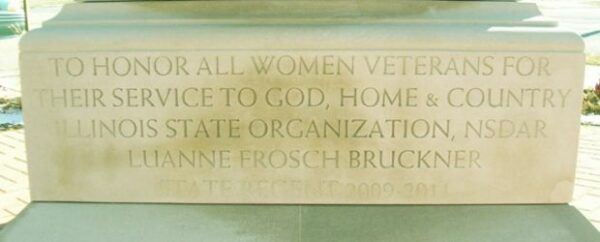 TO HONOR ALL WOMEN VETERANS FOR
THEIR SERVICE TO GOD, HOME & COUNTRY
ILLINOIS STATE ORGANIZATION, NSDAR
LUANNE FROSCH BRUCKNER
STATE REGENT 2009-2011